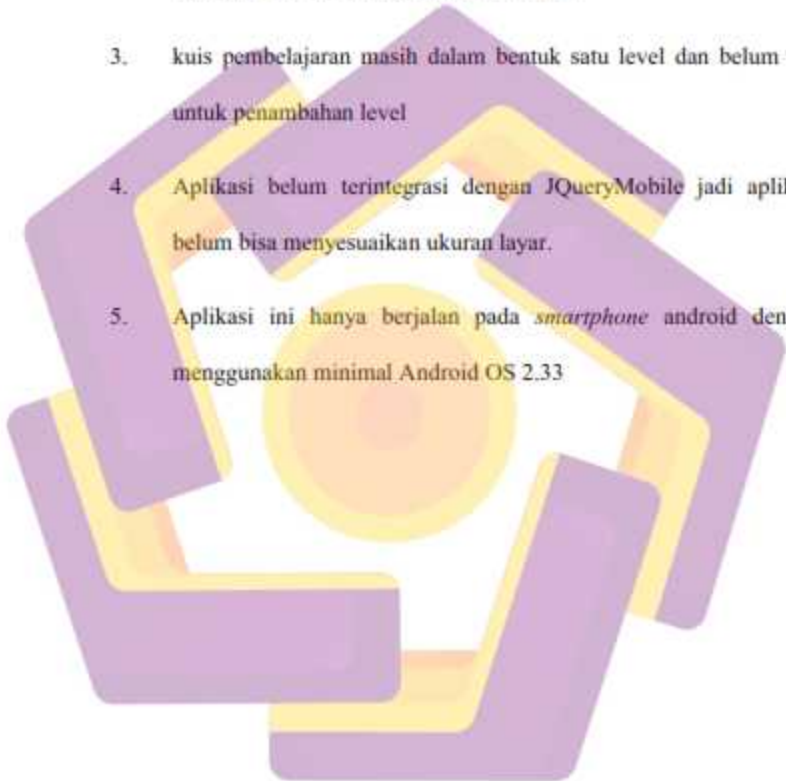 3. kuis pembelajaran masih dalam bentuk satu level dan belum
untuk penambahan level
4. Aplikasi belum terintegrasi dengan JQueryMobile jadi
belum bisa menyesuaikan ukuran layar.
5. Aplikasi ini hanya berjalan pada smartphone android
menggunakan minimal Android OS 2.33